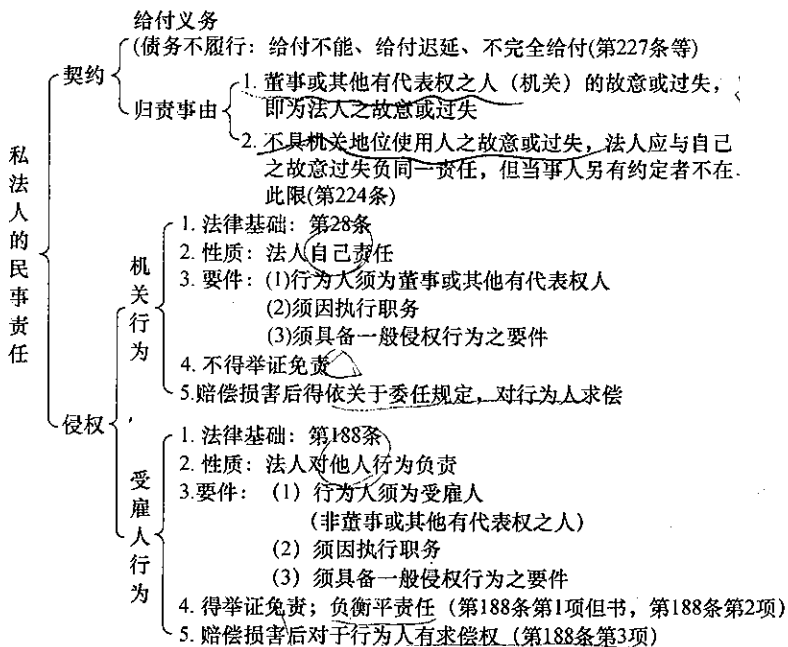 给付义务
(债务不履行：给付不能、给付迟延、不完全给付(第227条等)
契约
归责事由
1. 董事或其他有代表权之人（机关）的故意或过失，
即为法人之故意或过失
2. 不具机关地位使用人之故意或过失，法人应与自己
之故意过失负同一责任，但当事人另有约定者不在
此限(第224条)
私法人的民事责任
机关行为
1. 法律基础：第28条
2. 性质：法人自己责任
3. 要件：(1)行为人须为董事或其他有代表权人
(2)须因执行职务
(3)须具备一般侵权行为之要件
4. 不得举证免责
5.赔偿损害后得依关于委任规定，对行为人求偿
侵权
受雇人行为
1. 法律基础：第188条
2. 性质：法人对他人行为负责
3.要件：（1）行为人须为受雇人
（非董事或其他有代表权之人）
（2）须因执行职务
（3）须具备一般侵权行为之要件
4. 得举证免责；负衡平责任（第188条第1项但书，第188条第2项）
5. 赔偿损害后对于行为人有求偿权（第188条第3项）